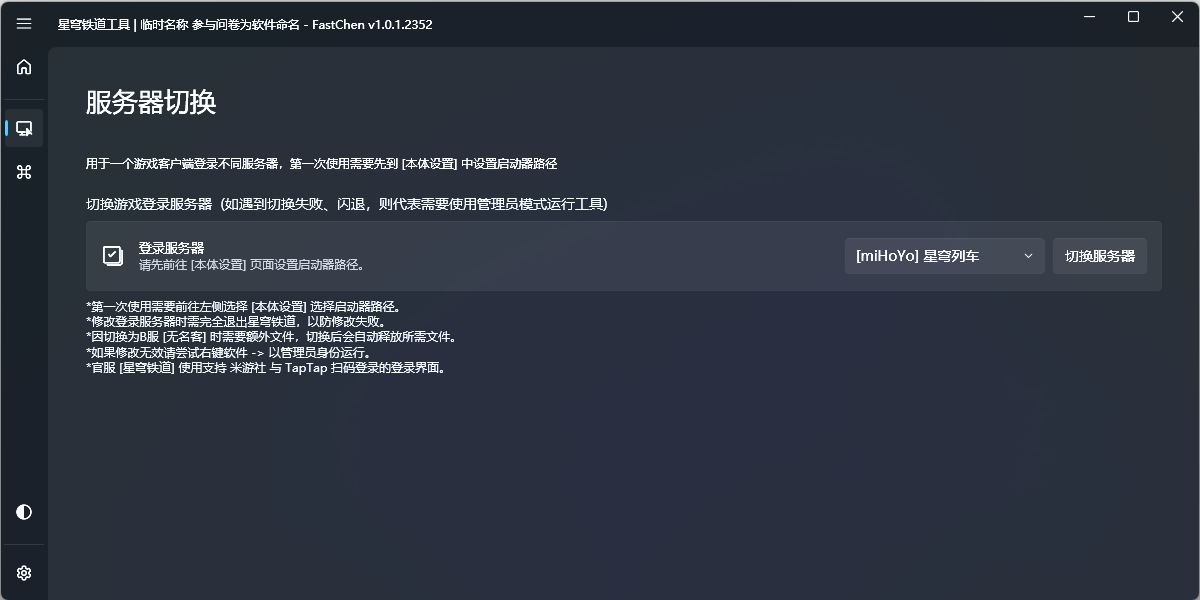 星穹铁道工具 | 临时名称 参与问卷为软件命名 - FastChen v1.0.1.2352
服务器切换
用于一个游戏客户端登录不同服务器，第一次使用需要先到 [本体设置] 中设置启动器路径
切换游戏登录服务器（如遇到切换失败、闪退，则代表需要使用管理员模式运行工具）
登录服务器
请先前往 [本体设置] 页面设置启动器路径。
[miHoYo] 星穹列车
切换服务器
*第一次使用需要前往左侧选择 [本体设置] 选择启动器路径。
*修改登录服务器时需完全退出星穹铁道，以防修改失败。
*因切换为B服 [无名客] 时需要额外文件，切换后会自动释放所需文件。
*如果修改无效请尝试右键软件 -> 以管理员身份运行。
*官服 [星穹铁道] 使用支持 米游社 与 TapTap 扫码登录的登录界面。